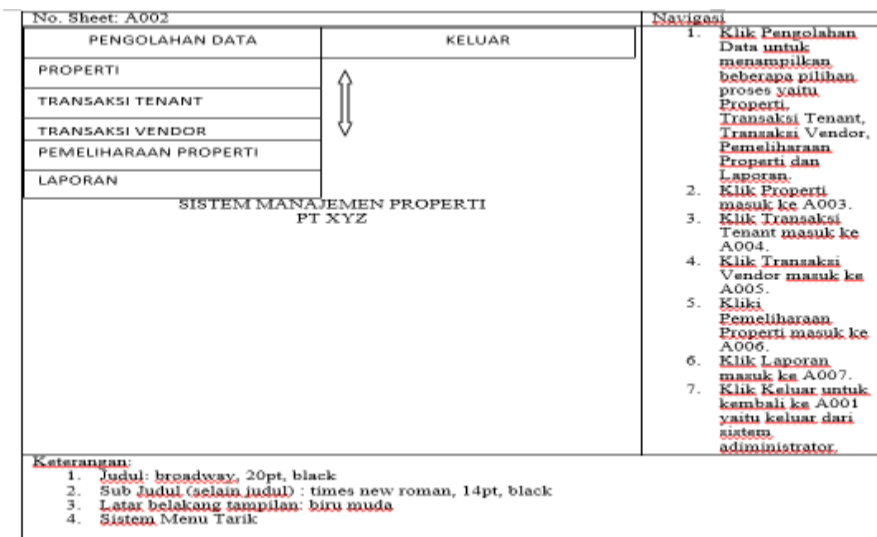 No. Sheet: A002
PENGOLAHAN DATA
KELUAR
PROPERTI
TRANSAKSI TENANT
TRANSAKSI VENDOR
PEMELIHARAAN PROPERTI
LAPORAN
SISTEM MANAJEMEN PROPERTI
PT XYZ
Navigasi
1. Klik Pengolahan
Data untuk
menampilkan
beberapa pilihan
proses yaitu
Properti,
Transaksi Tenant,
Transaksi Vendor,
Pemeliharaan
Properti dan
Laporan.
2. Klik Properti
masuk ke A003.
3. Klik Transaksi
Tenant masuk ke
A004.
4. Klik Transaksi
Vendor masuk ke
A005.
5. Kliki
Pemeliharaan
Properti masuk ke
A006.
6. Klik Laporan
masuk ke A007.
7. Klik Keluar untuk
kembali ke A001
yaitu keluar dari
sistem
adiministrator.
Keterangan:
1. Judul: broadway, 20pt, black
2. Sub Judul (selain judul) : times new roman, 14pt, black
3. Latar belakang tampilan: biru muda
4. Sistem Menu Tarik